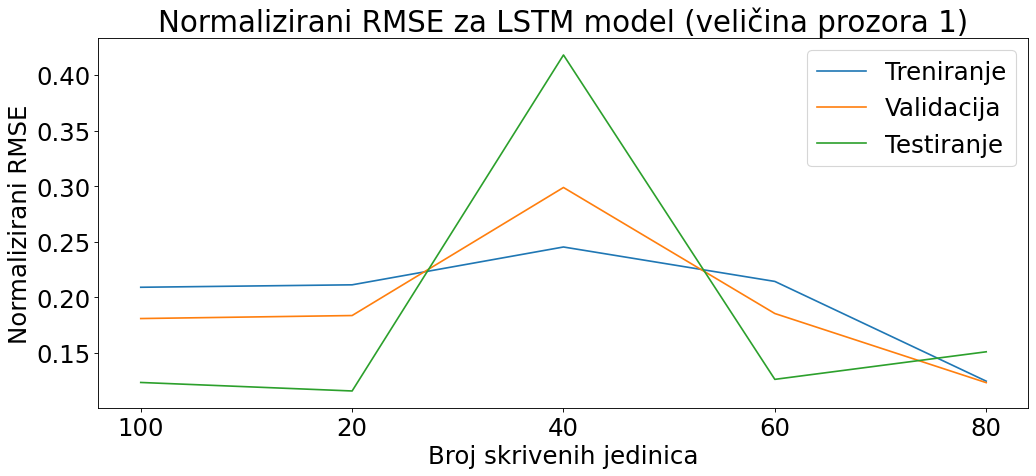 Normalizirani RMSE za LSTM model (veličina prozora 1)
Treniranje
Validacija
Testiranje
Normalizirani RMSE
0.40
0.35
0.30
0.25
0.20
0.15
100 20 40 60 80
Broj skrivenih jedinica